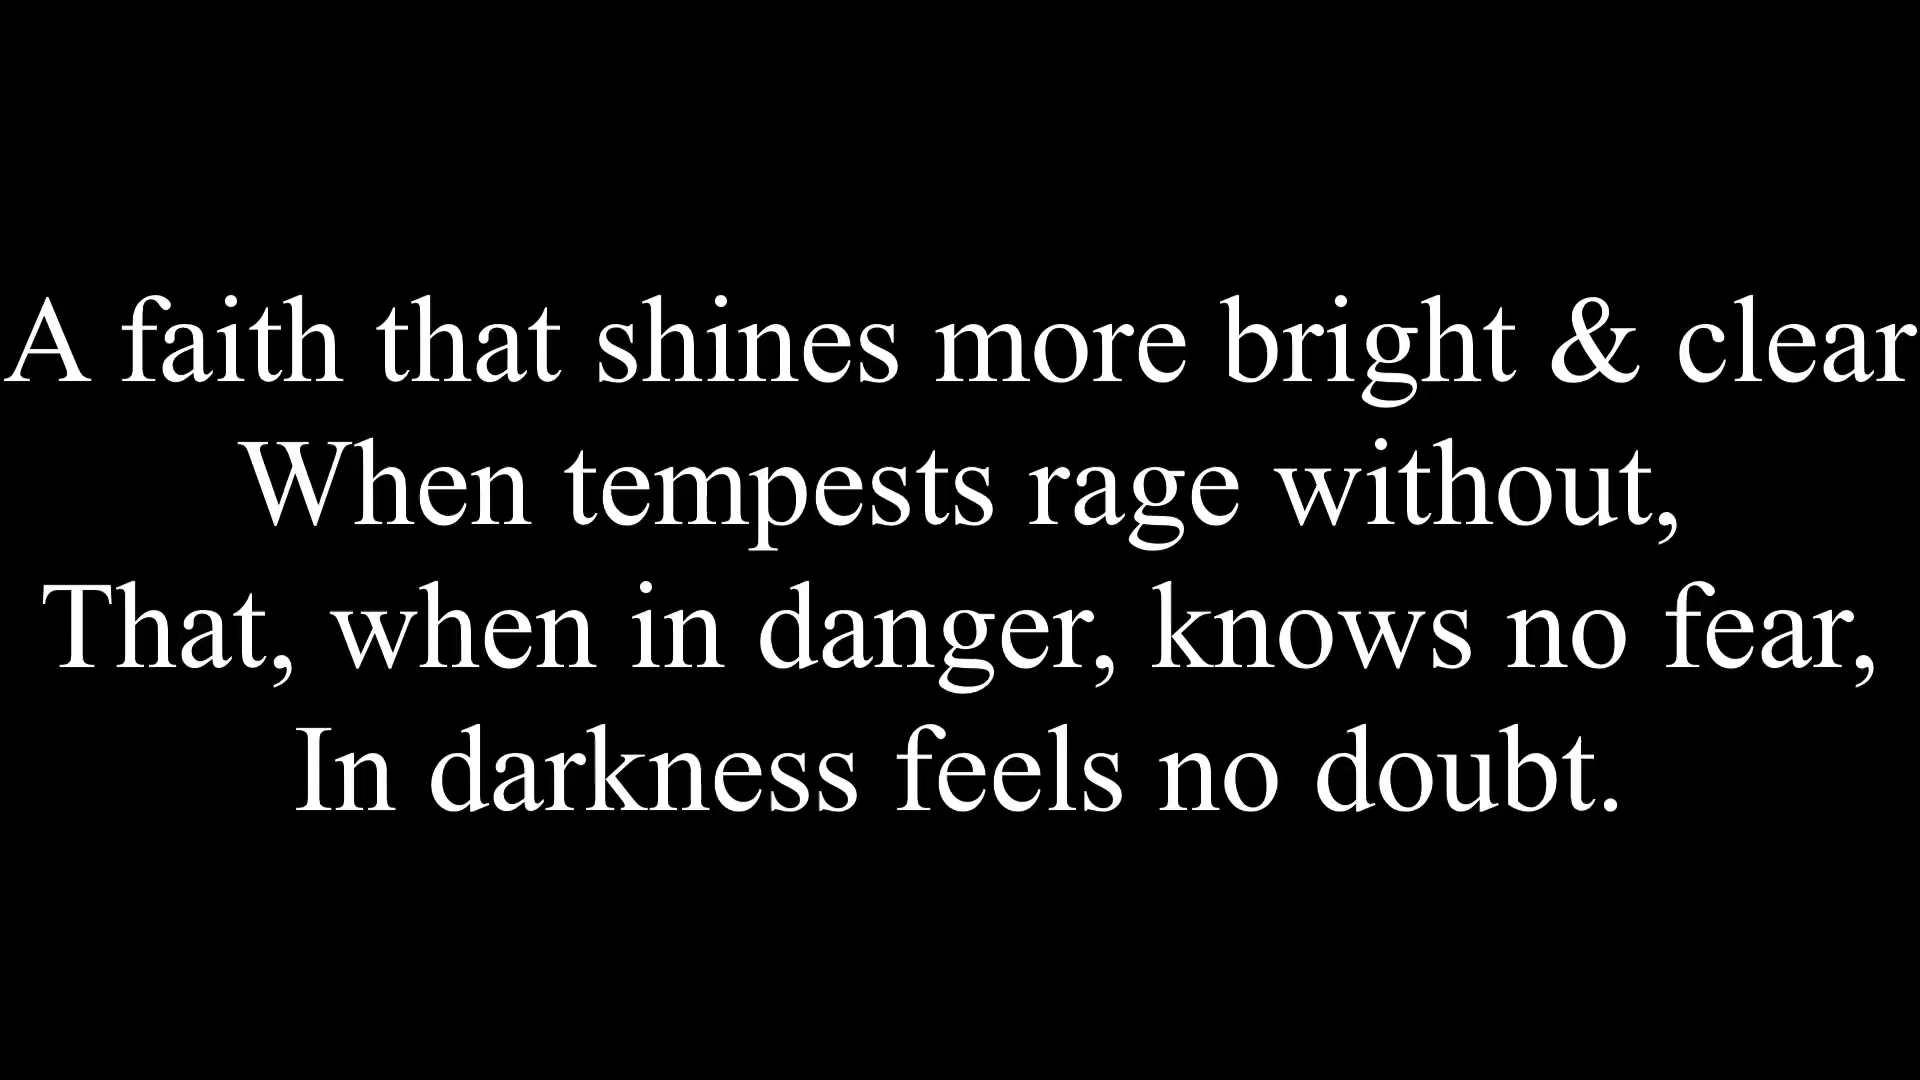 A faith that shines more bright & clear
When tempests rage without,
That, when in danger, knows no fear,
In darkness feels no doubt.